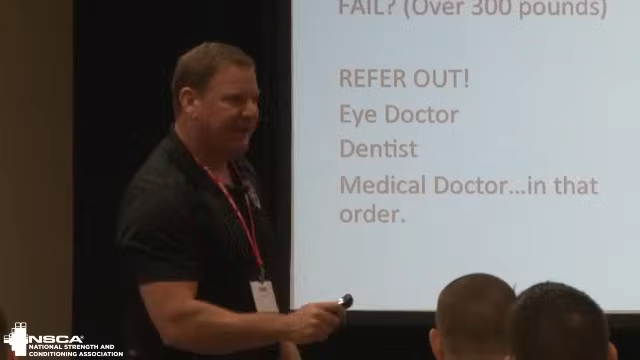 FAIL? (Over 300 pounds)
REFER OUT!
Eye Doctor
Dentist
Medical Doctor...in that
order.
NSCA
NATIONAL STRENGTH AND
CONDITIONING ASSOCIATION